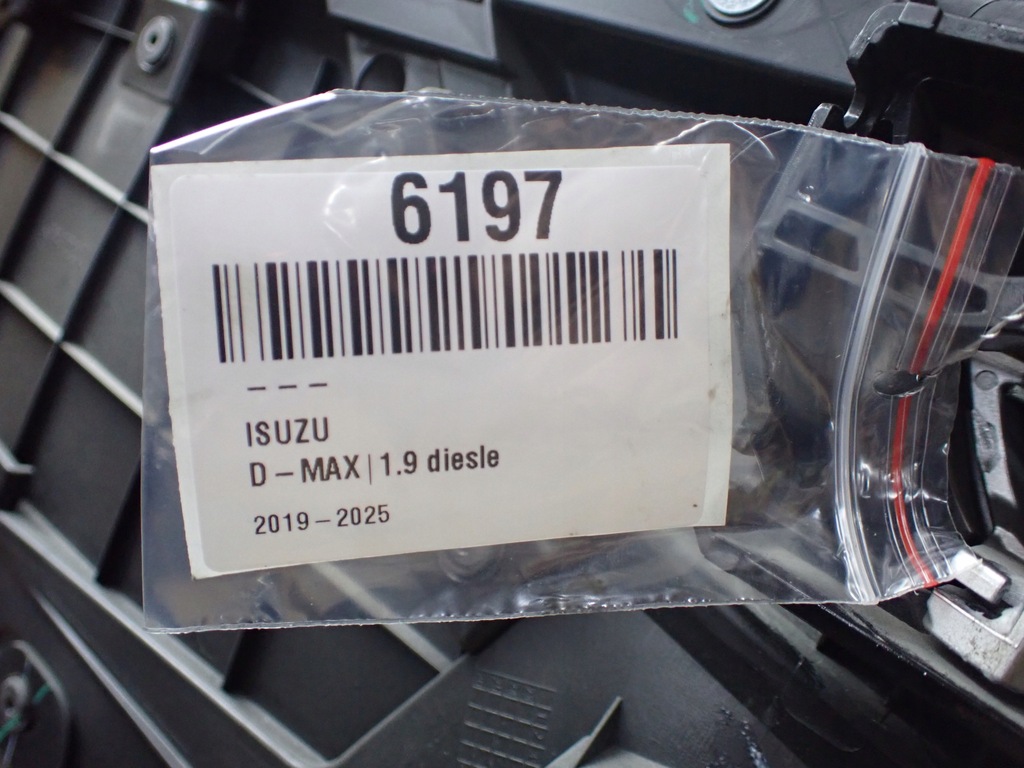 6197
– – –
ISUZU
D – MAX | 1.9 diesle
2019 – 2025